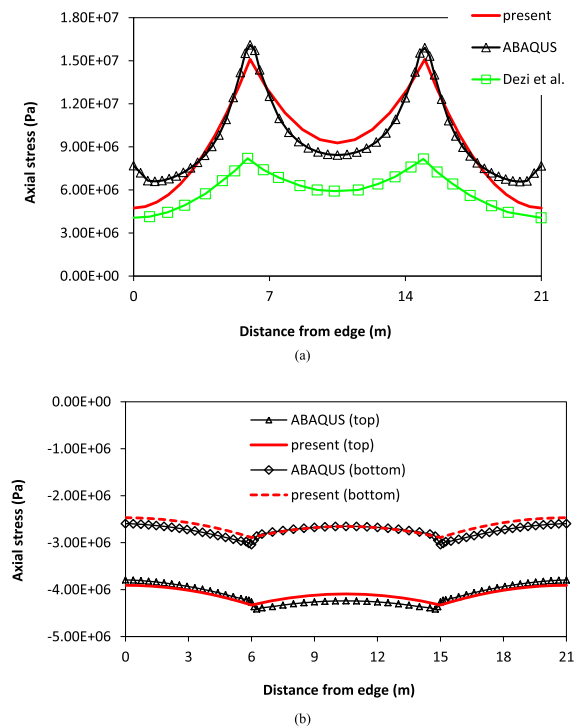 1.80E+07
1.50E+07
1.20E+07
9.00E+06
6.00E+06
3.00E+06
0.00E+00
Axial stress (Pa)
present
ABAQUS
Dezi et al.
0 7 14 21
Distance from edge (m)
(a)
0.00E+00
-1.00E+06
-2.00E+06
-3.00E+06
-4.00E+06
-5.00E+06
Axial stress (Pa)
ABAQUS (top)
present (top)
ABAQUS (bottom)
present (bottom)
0 3 6 9 12 15 18 21
Distance from edge (m)
(b)